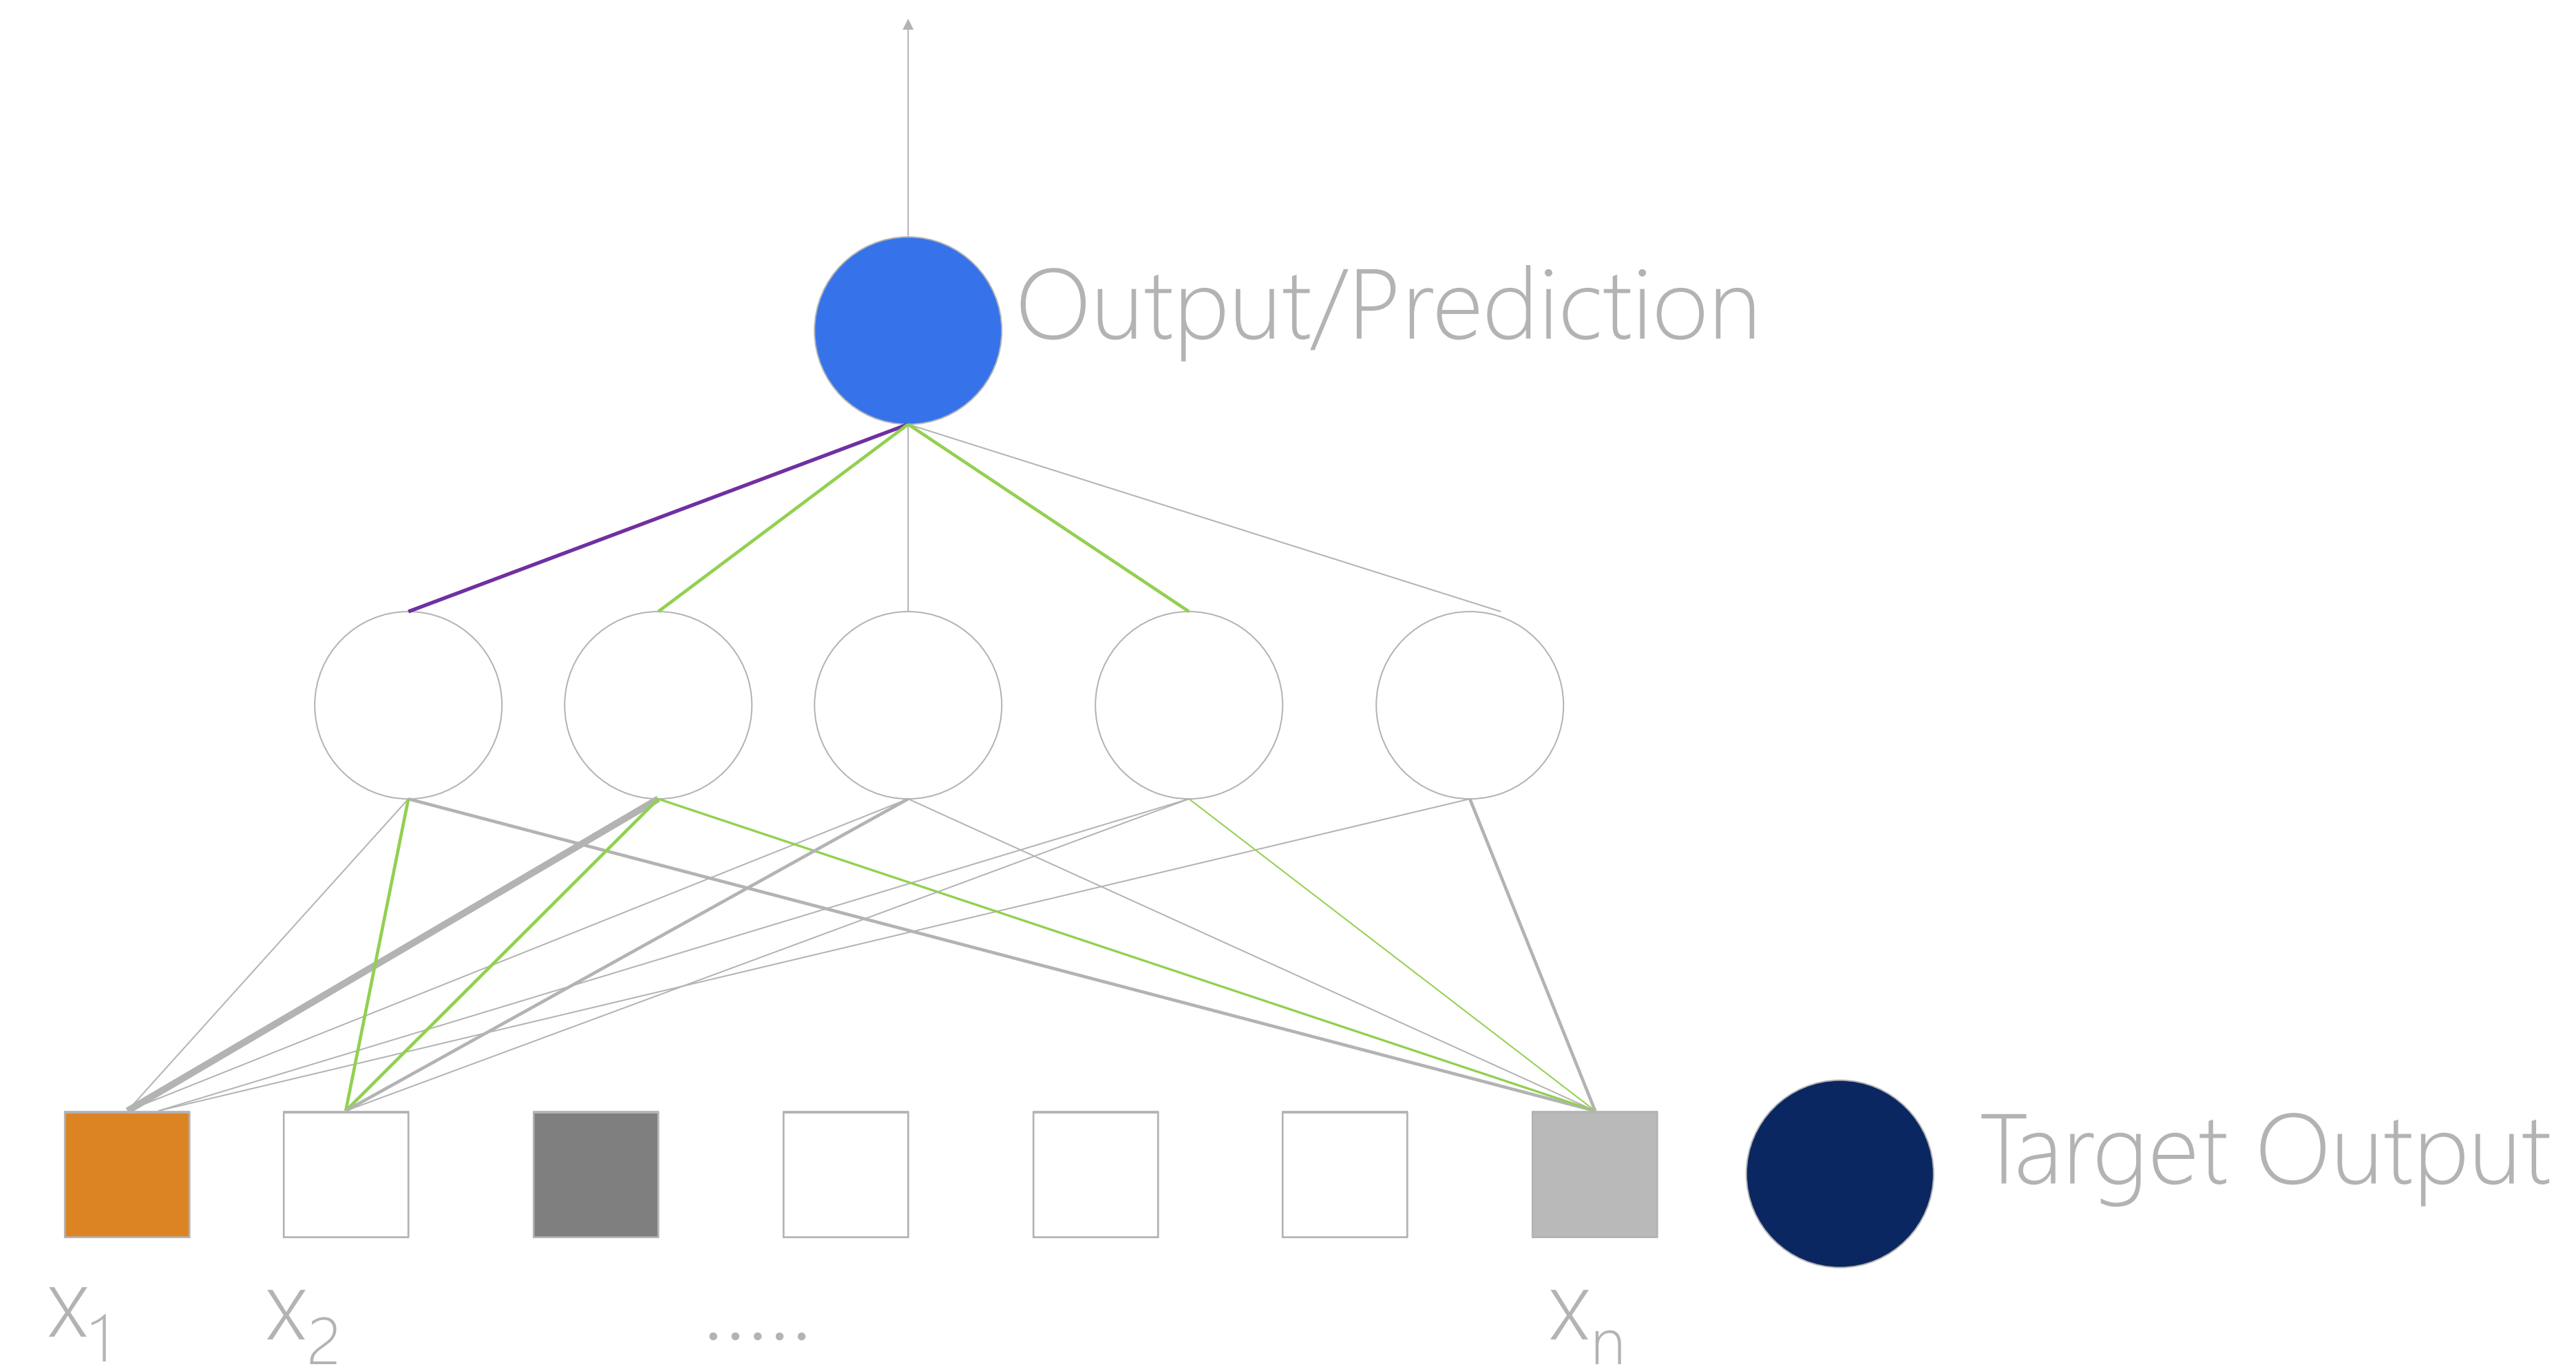 Output/Prediction
Target Output
X1
X2
.....
Xn